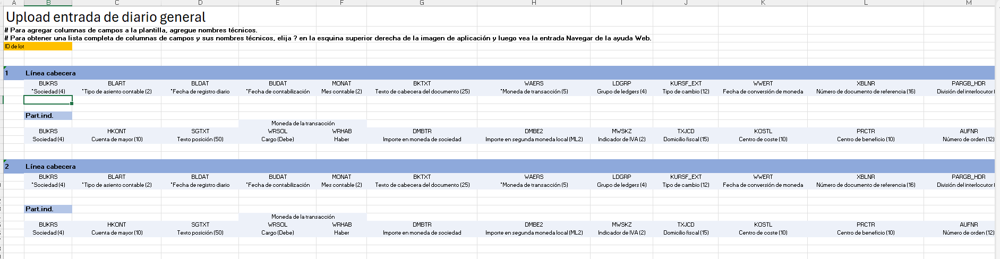 A B C D E F G H I J K L M
Upload entrada de diario general
# Para agregar columnas de campos a la plantilla, agregue nombres técnicos.
# Para obtener una lista completa de columnas de campos y sus nombres técnicos, elija ? en la esquina superior derecha de la imagen de aplicación y luego vea la entrada Navegar de la ayuda Web.
ID de lot
1 Línea cabecera
BUKRS BLART BLDAT BUDAT MONAT BKTXT WAERS LDGRP KURSF_EXT WWERT XBLNR PARGB_HDR
*Sociedad (4) *Tipo de asiento contable (2) *Fecha de registro diario *Fecha de contabilización Mes contable (2) Texto de cabecera del documento (25) *Moneda de transacción (5) Grupo de ledgers (4) Tipo de cambio (12) Fecha de conversión de moneda Número de documento de referencia (16) División del interlocutor
Part.ind.
Moneda de la transacción
BUKRS HKONT SGTXT WRSOL WRHAB DMBTR DMBE2 MWSKZ TXJCD KOSTL PRCTR AUFNR
Sociedad (4) Cuenta de mayor (10) Texto posición (50) Cargo (Debe) Haber Importe en moneda de sociedad Importe en segunda moneda local (ML2) Indicador de IVA (2) Domicilio fiscal (15) Centro de coste (10) Centro de beneficio (10) Número de orden (12)
2 Línea cabecera
BUKRS BLART BLDAT BUDAT MONAT BKTXT WAERS LDGRP KURSF_EXT WWERT XBLNR PARGB_HDR
*Sociedad (4) *Tipo de asiento contable (2) *Fecha de registro diario *Fecha de contabilización Mes contable (2) Texto de cabecera del documento (25) *Moneda de transacción (5) Grupo de ledgers (4) Tipo de cambio (12) Fecha de conversión de moneda Número de documento de referencia (16) División del interlocutor
Part.ind.
Moneda de la transacción
BUKRS HKONT SGTXT WRSOL WRHAB DMBTR DMBE2 MWSKZ TXJCD KOSTL PRCTR AUFNR
Sociedad (4) Cuenta de mayor (10) Texto posición (50) Cargo (Debe) Haber Importe en moneda de sociedad Importe en segunda moneda local (ML2) Indicador de IVA (2) Domicilio fiscal (15) Centro de coste (10) Centro de beneficio (10) Número de orden (12)